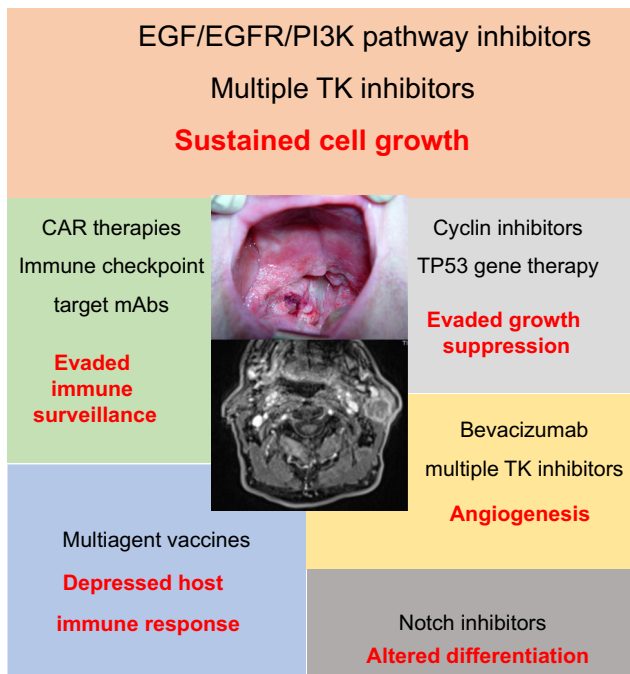 EGF/EGFR/PI3K pathway inhibitors
Multiple TK inhibitors
Sustained cell growth
CAR therapies
Immune checkpoint
target mAbs
Evaded
immune
surveillance
Cyclin inhibitors
TP53 gene therapy
Evaded growth
suppression
Bevacizumab
multiple TK inhibitors
Angiogenesis
Multiagent vaccines
Depressed host
immune response
Notch inhibitors
Altered differentiation